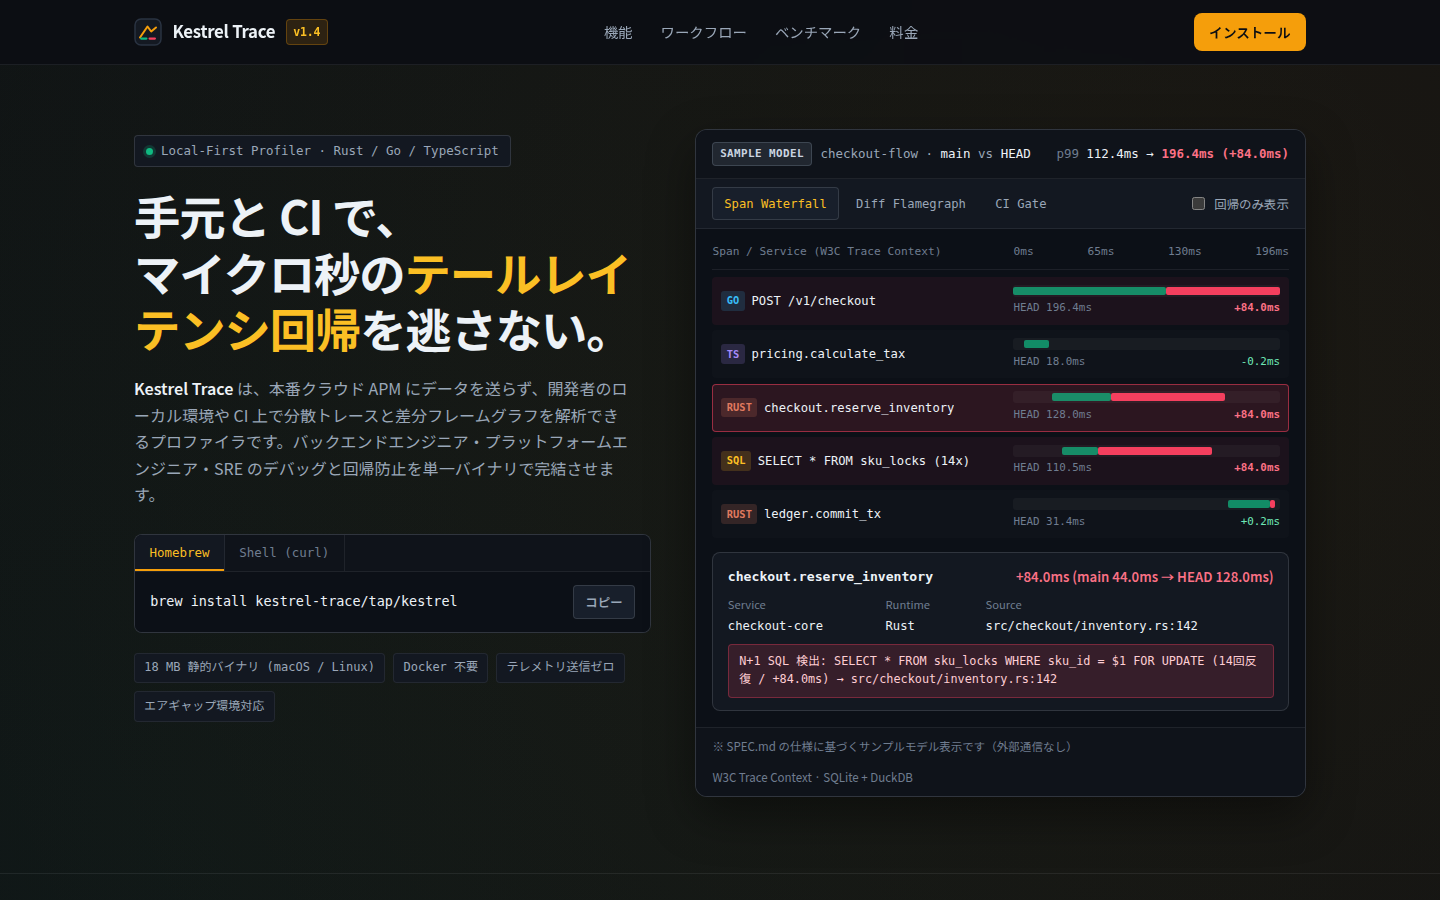 Kestrel Trace v1.4
機能 ワークフロー ベンチマーク 料金
インストール
Local-First Profiler · Rust / Go / TypeScript
手元と CI で、
マイクロ秒のテールレイ
テンシ回帰を逃さない。
Kestrel Trace は、本番クラウド APM にデータを送らず、開発者のロ
ーカル環境や CI 上で分散トレースと差分フレームグラフを解析でき
るプロファイラです。バックエンドエンジニア・プラットフォームエ
ンジニア・SRE のデバッグと回帰防止を単一バイナリで完結させま
す。
Homebrew Shell (curl)
brew install kestrel-trace/tap/kestrel コピー
18 MB 静的バイナリ (macOS / Linux) Docker 不要 テレメトリ送信ゼロ
エアギャップ環境対応
SAMPLE MODEL checkout-flow · main vs HEAD p99 112.4ms → 196.4ms (+84.0ms)
Span Waterfall Diff Flamegraph CI Gate 回帰のみ表示
Span / Service (W3C Trace Context) 0ms 65ms 130ms 196ms
GO POST /v1/checkout
HEAD 196.4ms +84.0ms
TS pricing.calculate_tax
HEAD 18.0ms -0.2ms
RUST checkout.reserve_inventory
HEAD 128.0ms +84.0ms
SQL SELECT * FROM sku_locks (14x)
HEAD 110.5ms +84.0ms
RUST ledger.commit_tx
HEAD 31.4ms +0.2ms
checkout.reserve_inventory +84.0ms (main 44.0ms → HEAD 128.0ms)
Service Runtime Source
checkout-core Rust src/checkout/inventory.rs:142
N+1 SQL 検出: SELECT * FROM sku_locks WHERE sku_id = $1 FOR UPDATE (14回反
復 / +84.0ms) → src/checkout/inventory.rs:142
※ SPEC.md の仕様に基づくサンプルモデル表示です（外部通信なし）
W3C Trace Context · SQLite + DuckDB